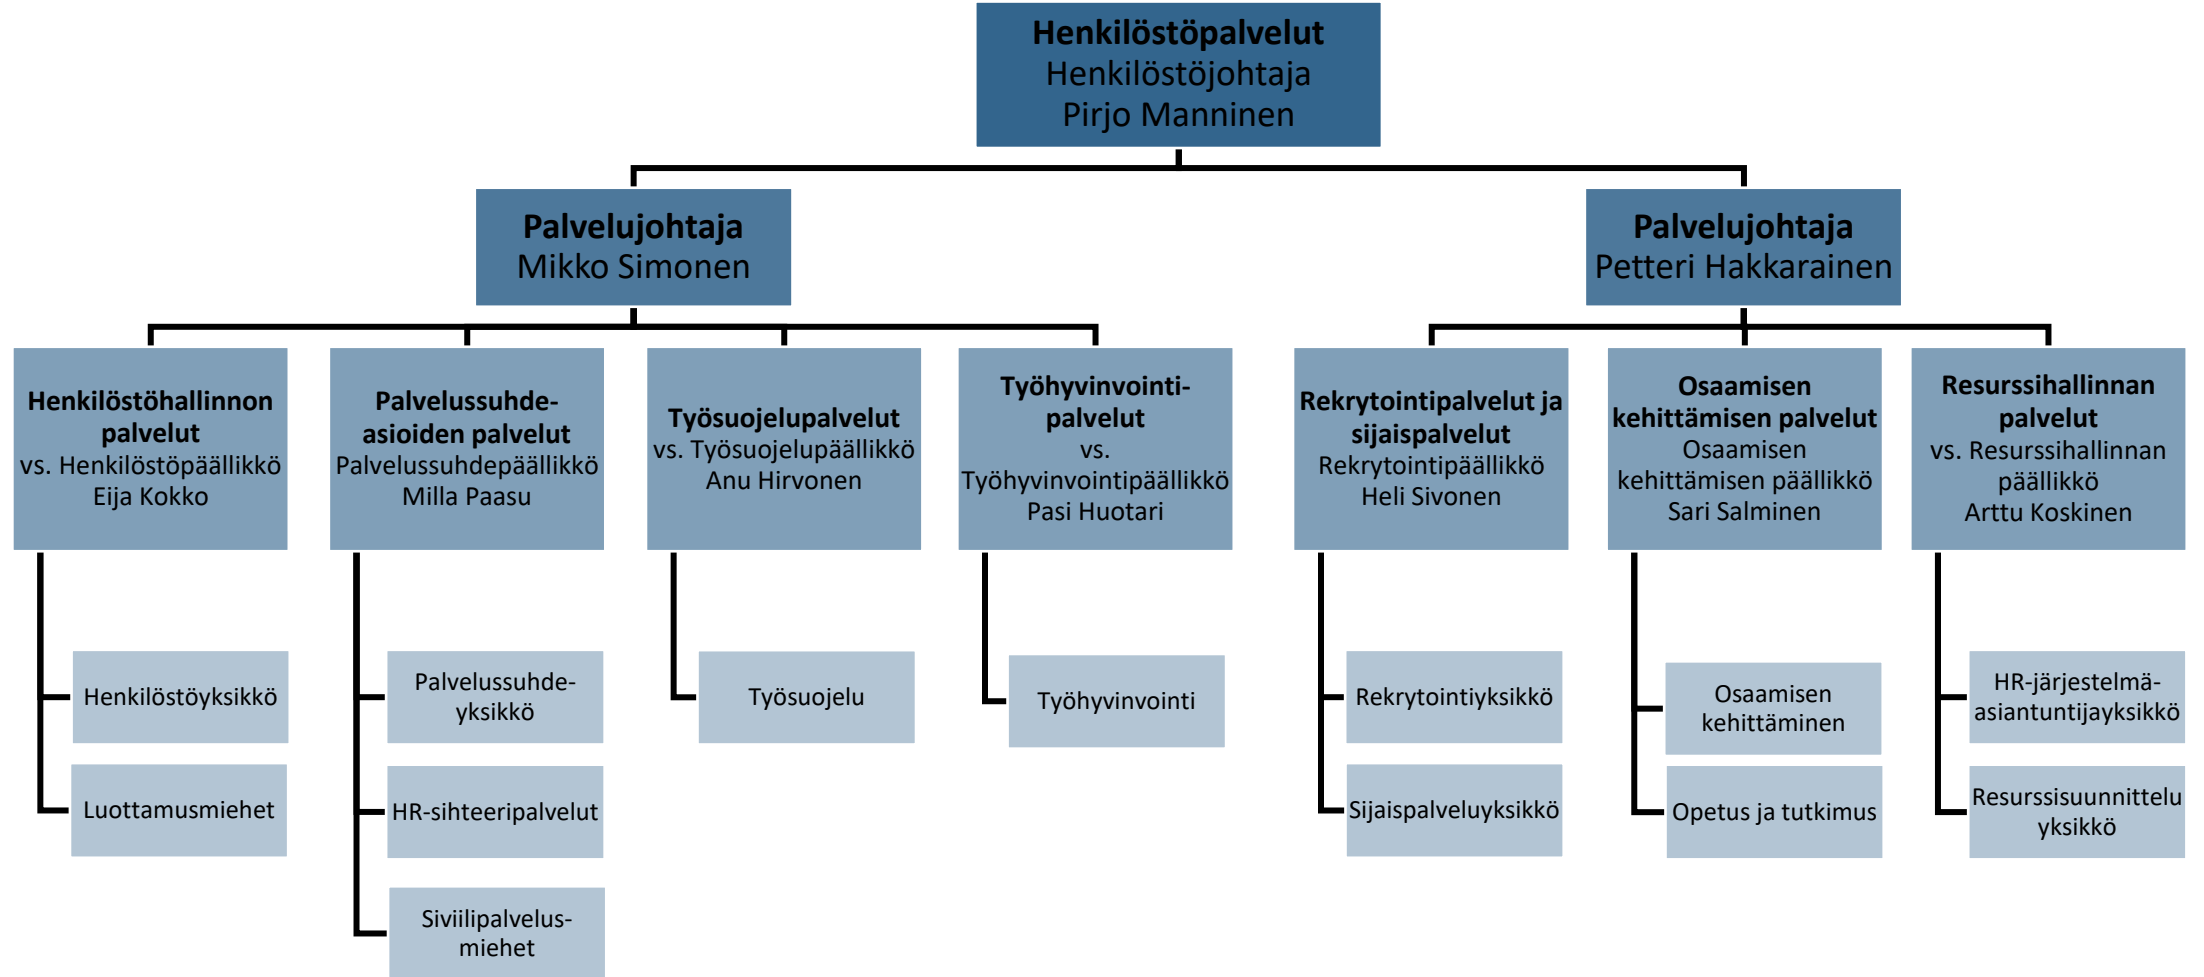 Henkilöstöpalvelut
Henkilöstöjohtaja
Pirjo Manninen
Palvelujohtaja
Mikko Simonen
Palvelujohtaja
Petteri Hakkarainen
Henkilöstöhallinnon
palvelut
vs. Henkilöstöpäällikkö
Eija Kokko
Palvelussuhde-
asioiden palvelut
Palvelussuhdepäällikkö
Milla Paasu
Työsuojelupalvelut
vs. Työsuojelupäällikkö
Anu Hirvonen
Työhyvinvointi-
palvelut
vs.
Työhyvinvointipäällikkö
Pasi Huotari
Rekrytointipalvelut ja
sijaispalvelut
Rekrytointipäällikkö
Heli Sivonen
Osaamisen
kehittämisen palvelut
Osaamisen
kehittämisen päällikkö
Sari Salminen
Resurssihallinnan
palvelut
vs. Resurssihallinnan
päällikkö
Arttu Koskinen
Henkilöstöyksikkö
Luottamusmiehet
Palvelussuhde-
yksikkö
HR-sihteeripalvelut
Siviilipalvelus-
miehet
Työsuojelu
Työhyvinvointi
Rekrytointiyksikkö
Sijaispalveluyksikkö
Osaamisen
kehittäminen
Opetus ja tutkimus
HR-järjestelmä-
asiantuntijayksikkö
Resurssisuunnittelu
yksikkö